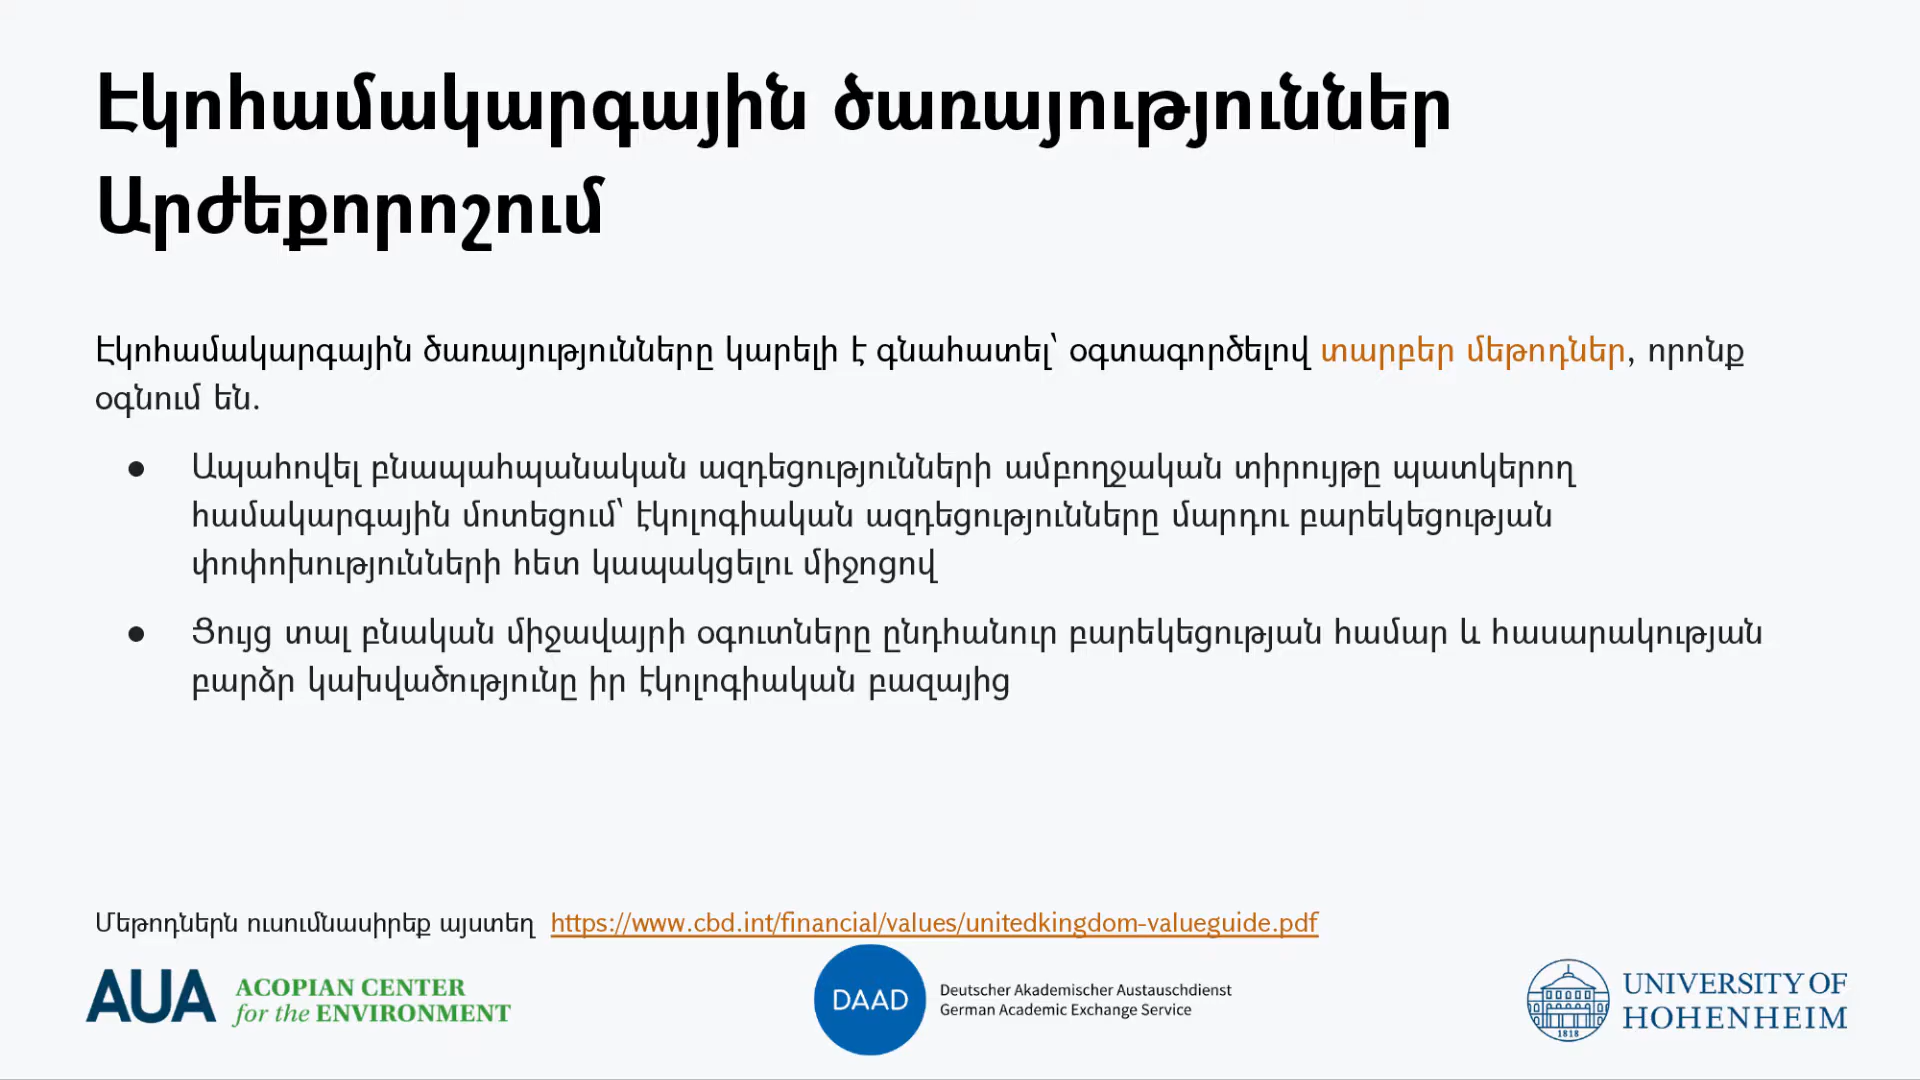 Էկոհամակարգային ծառայություններ
Արժեքորոշում
Էկոհամակարգային ծառայությունները կարելի է գնահատել՝ օգտագործելով տարբեր մեթոդներ, որոնք
օգնում են.
● Ապահովել բնապահպանական ազդեցությունների ամբողջական տիրույթը պատկերող
համակարգային մոտեցում՝ էկոլոգիական ազդեցությունները մարդու բարեկեցության
փոփոխությունների հետ կապակցելու միջոցով
● Ցույց տալ բնական միջավայրի օգուտները ընդհանուր բարեկեցության համար և հասարակության
բարձր կախվածությունը իր էկոլոգիական բազայից
Մեթոդներն ուսումնասիրեք այստեղ https://www.cbd.int/financial/values/unitedkingdom-valueguide.pdf
AUA ACOPIAN CENTER
for the ENVIRONMENT
DAAD Deutscher Akademischer Austauschdienst
German Academic Exchange Service
1818
UNIVERSITY OF
HOHENHEIM